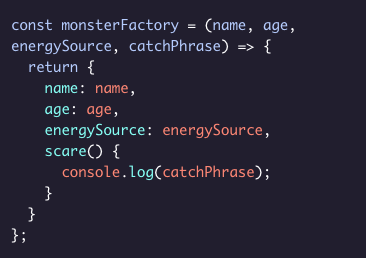 const monsterFactory = (name, age,
energySource, catchPhrase) => {
  return {
    name: name,
    age: age,
    energySource: energySource,
    scare() {
      console.log(catchPhrase);
    }
  }
};